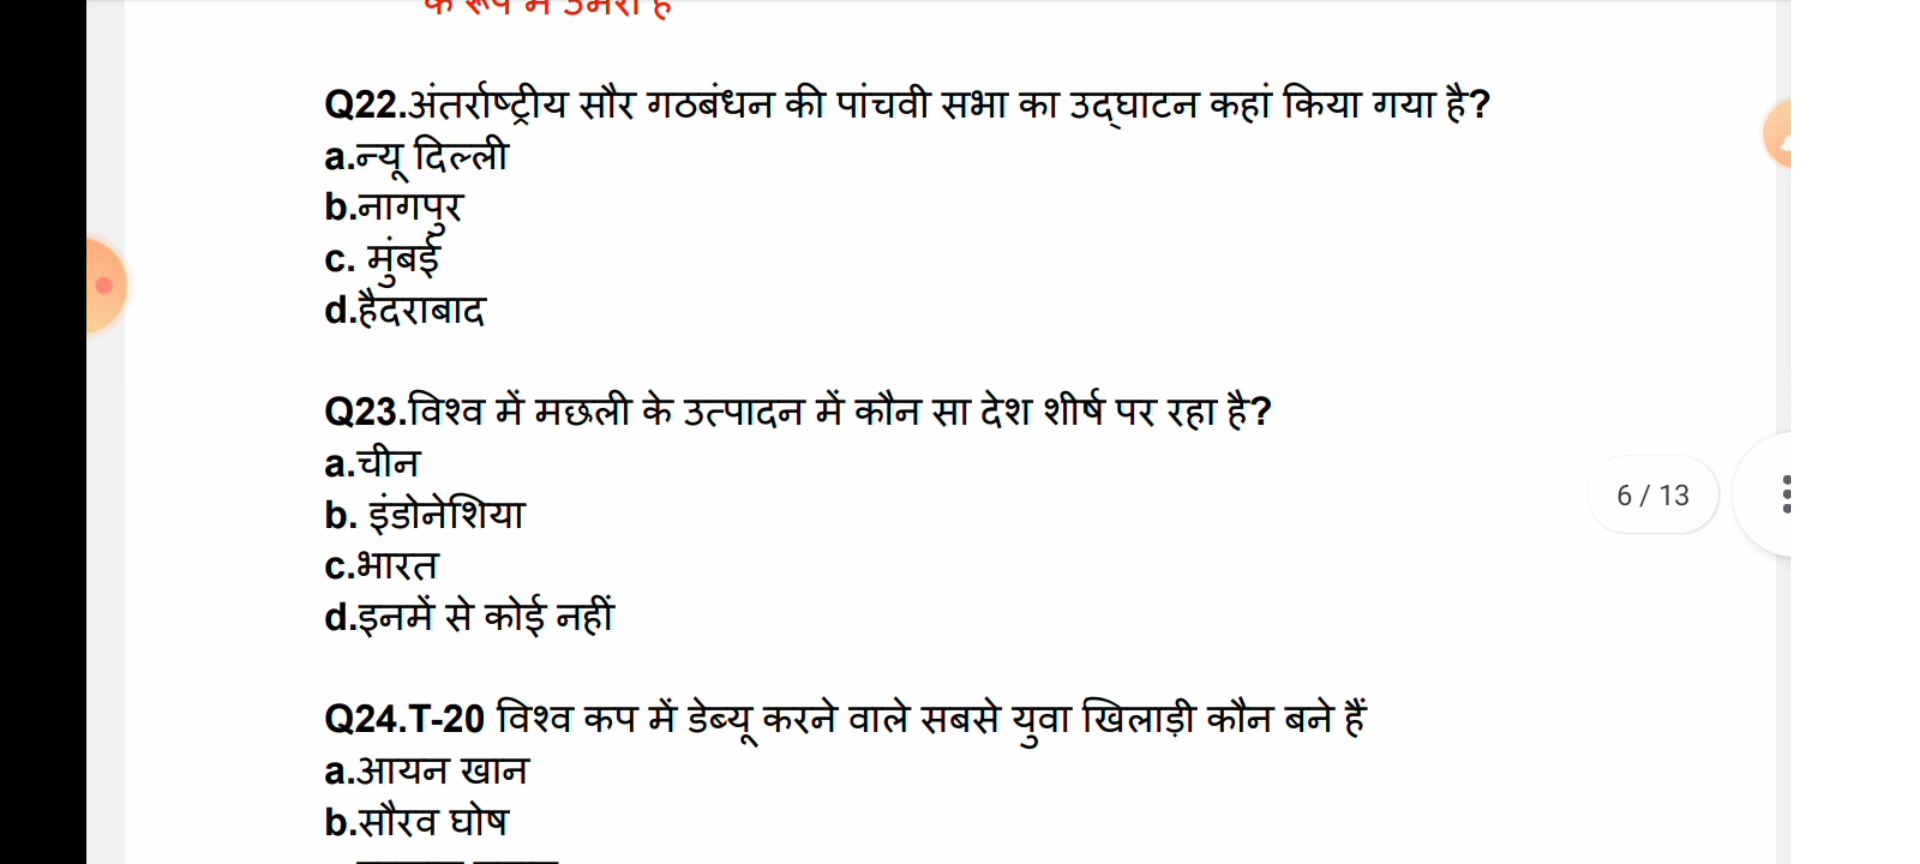 के रूप में उभरा है
Q22.अंतर्राष्ट्रीय सौर गठबंधन की पांचवी सभा का उद्घाटन कहां किया गया है?
a.न्यू दिल्ली
b.नागपुर
c. मुंबई
d.हैदराबाद
Q23.विश्व में मछली के उत्पादन में कौन सा देश शीर्ष पर रहा है?
a.चीन
b. इंडोनेशिया
c.भारत
d.इनमें से कोई नहीं
6 / 13
Q24.T-20 विश्व कप में डेब्यू करने वाले सबसे युवा खिलाड़ी कौन बने हैं
a.आयन खान
b.सौरव घोष